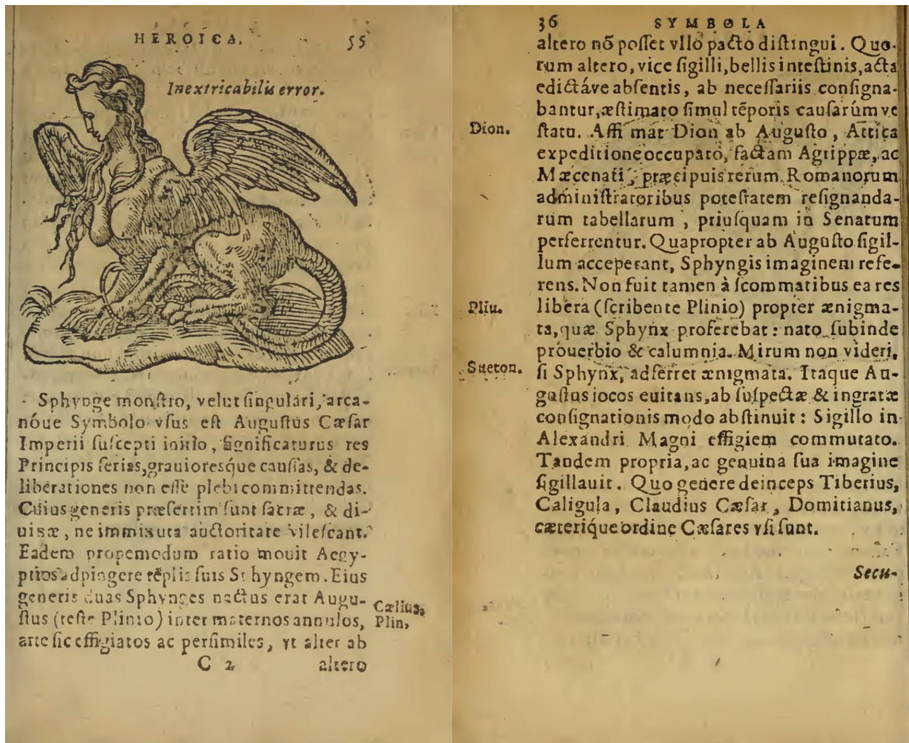 HEROICA. 55
Inextricabilis error.
Sphynge monſtro, velut ſingulari, arca-
nóue Symbolo vſus eſt Auguſtus Cæſar
Imperii ſuſcepti initio, ſignificaturus res
Principis ſerias, grauioresque cauſſas, & de-
liberationes non eſſe plebi committendas.
Cuius generis præſertim ſunt ſacræ, & di-
uinæ, ne immixta auctoritate vileſcant.
Eadem propemodum ratio mouit Aegy-
ptios adpingere tēplis ſuis Sphyngem. Eius
generis duas Sphynges nactus erat Augu-
ſtus (teſte Plinio) inter maternos annulos,
arte ſic effigiatos ac perſimiles, vt alter ab
Cælius,
Plin,
C 2 altero
36 SYMBOLA
altero nō poſſet vllo pacto diſtingui. Quo-
rum altero, vice ſigilli, bellis inteſtinis, acta
edictáve abſentis, ab neceſſariis conſigna-
bantur, æſtimato ſimul tēporis cauſarúmve
ſtatu. Affirmat Dion ab Auguſto, Attica
expeditione occupato, factam Agrippæ, ac
Mæcenati, præcipuis rerum Romanorum
adminiſtratoribus poteſtatem reſignanda-
rum tabellarum, priuſquam in Senatum
perferrentur. Quapropter ab Auguſto ſigil-
lum acceperant, Sphyngis imaginem refe-
rens. Non fuit tamen à ſcommatibus ea res
libera (ſcribente Plinio) propter ænigma-
ta, quæ Sphynx proferebat: nato ſubinde
prouerbio & calumnia. Mirum non videri,
ſi Sphynx, adferret ænigmata. Itaque Au-
guſtus iocos euitans, ab ſuſpectæ & ingratæ
conſignationis modo abſtinuit: Sigillo in
Alexandri Magni effigiem commutato.
Tandem propria, ac genuina ſua imagine
ſigillauit. Quo genere deinceps Tiberius,
Caligula, Claudius Cæſar, Domitianus,
cæterique ordine Cæſares vſi ſunt.
Dion.
Pliu.
Sueton.
Secu-